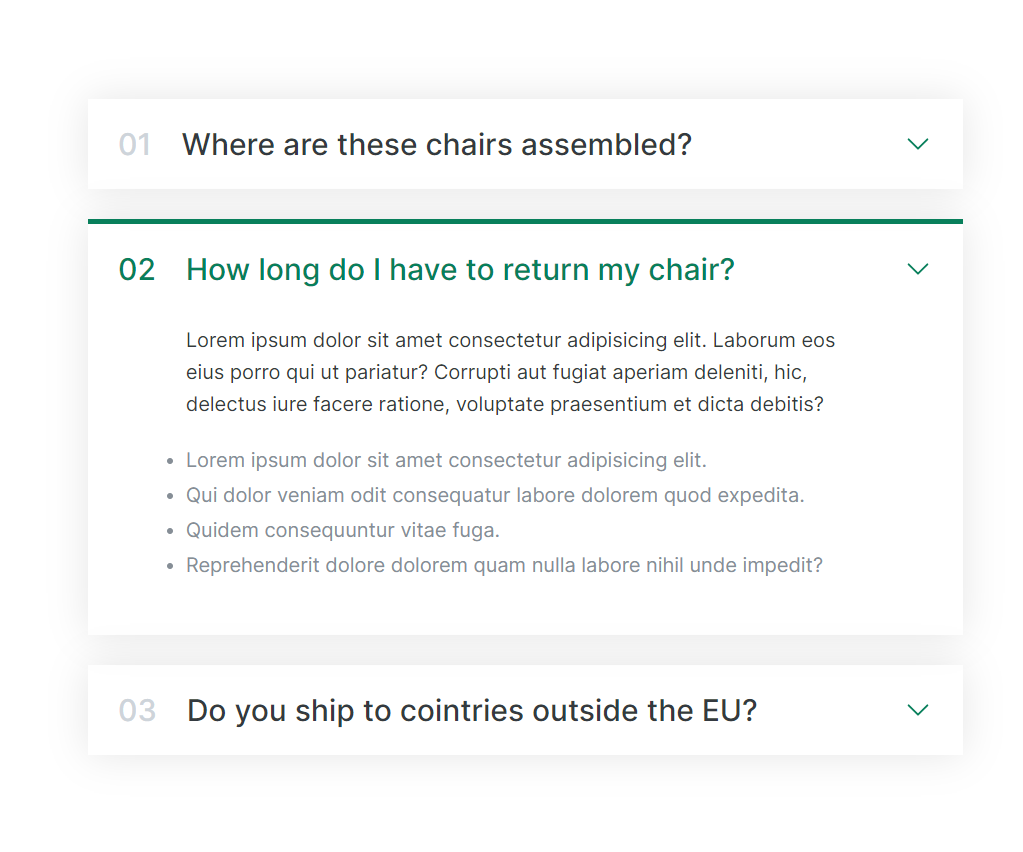 01 Where are these chairs assembled?
02 How long do I have to return my chair?
Lorem ipsum dolor sit amet consectetur adipisicing elit. Laborum eos
eius porro qui ut pariatur? Corrupti aut fugiat aperiam deleniti, hic,
delectus iure facere ratione, voluptate praesentium et dicta debitis?
• Lorem ipsum dolor sit amet consectetur adipisicing elit.
• Qui dolor veniam odit consequatur labore dolorem quod expedita.
• Quidem consequuntur vitae fuga.
• Reprehenderit dolore dolorem quam nulla labore nihil unde impedit?
03 Do you ship to cointries outside the EU?